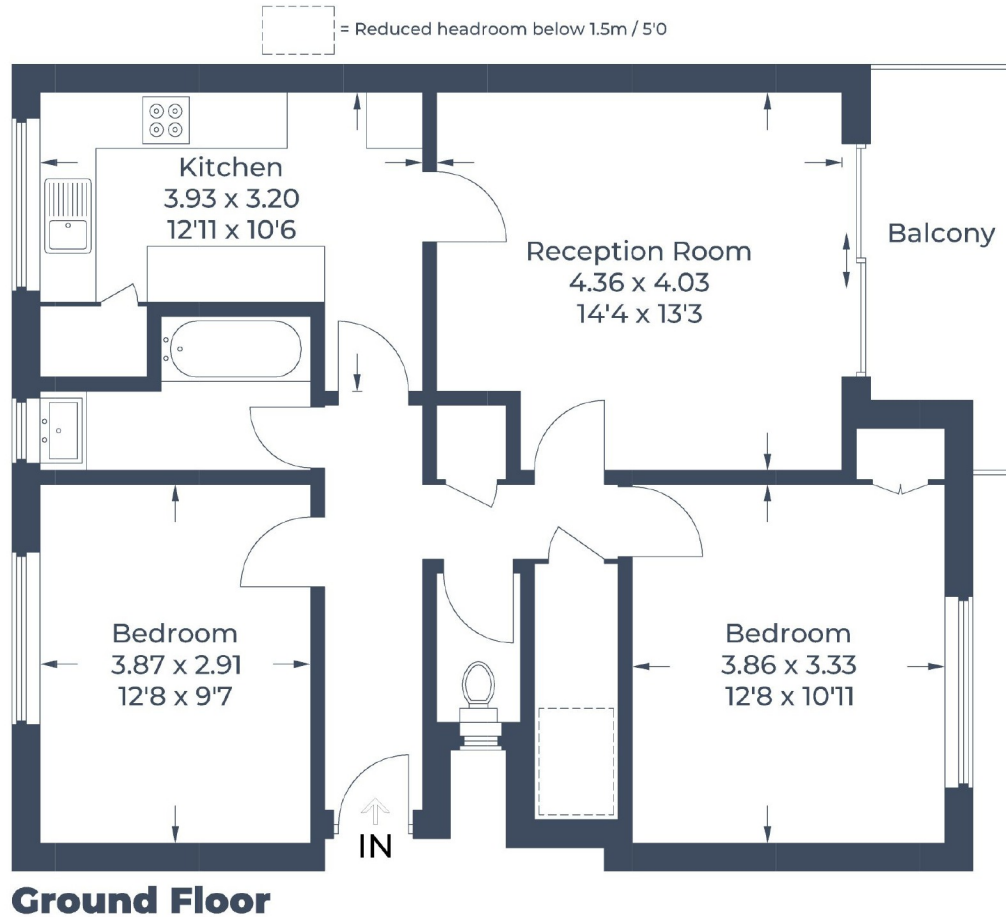 = Reduced headroom below 1.5m / 5'0
Kitchen
3.93 x 3.20
12'11 x 10'6
Reception Room
4.36 x 4.03
14'4 x 13'3
Balcony
Bedroom
3.87 x 2.91
12'8 x 9'7
Bedroom
3.86 x 3.33
12'8 x 10'11
IN
Ground Floor